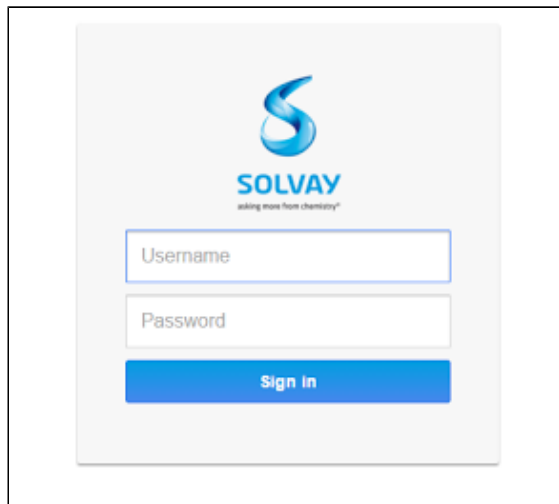 SOLVAY
asking more from chemistry®
Username
Password
Sign in